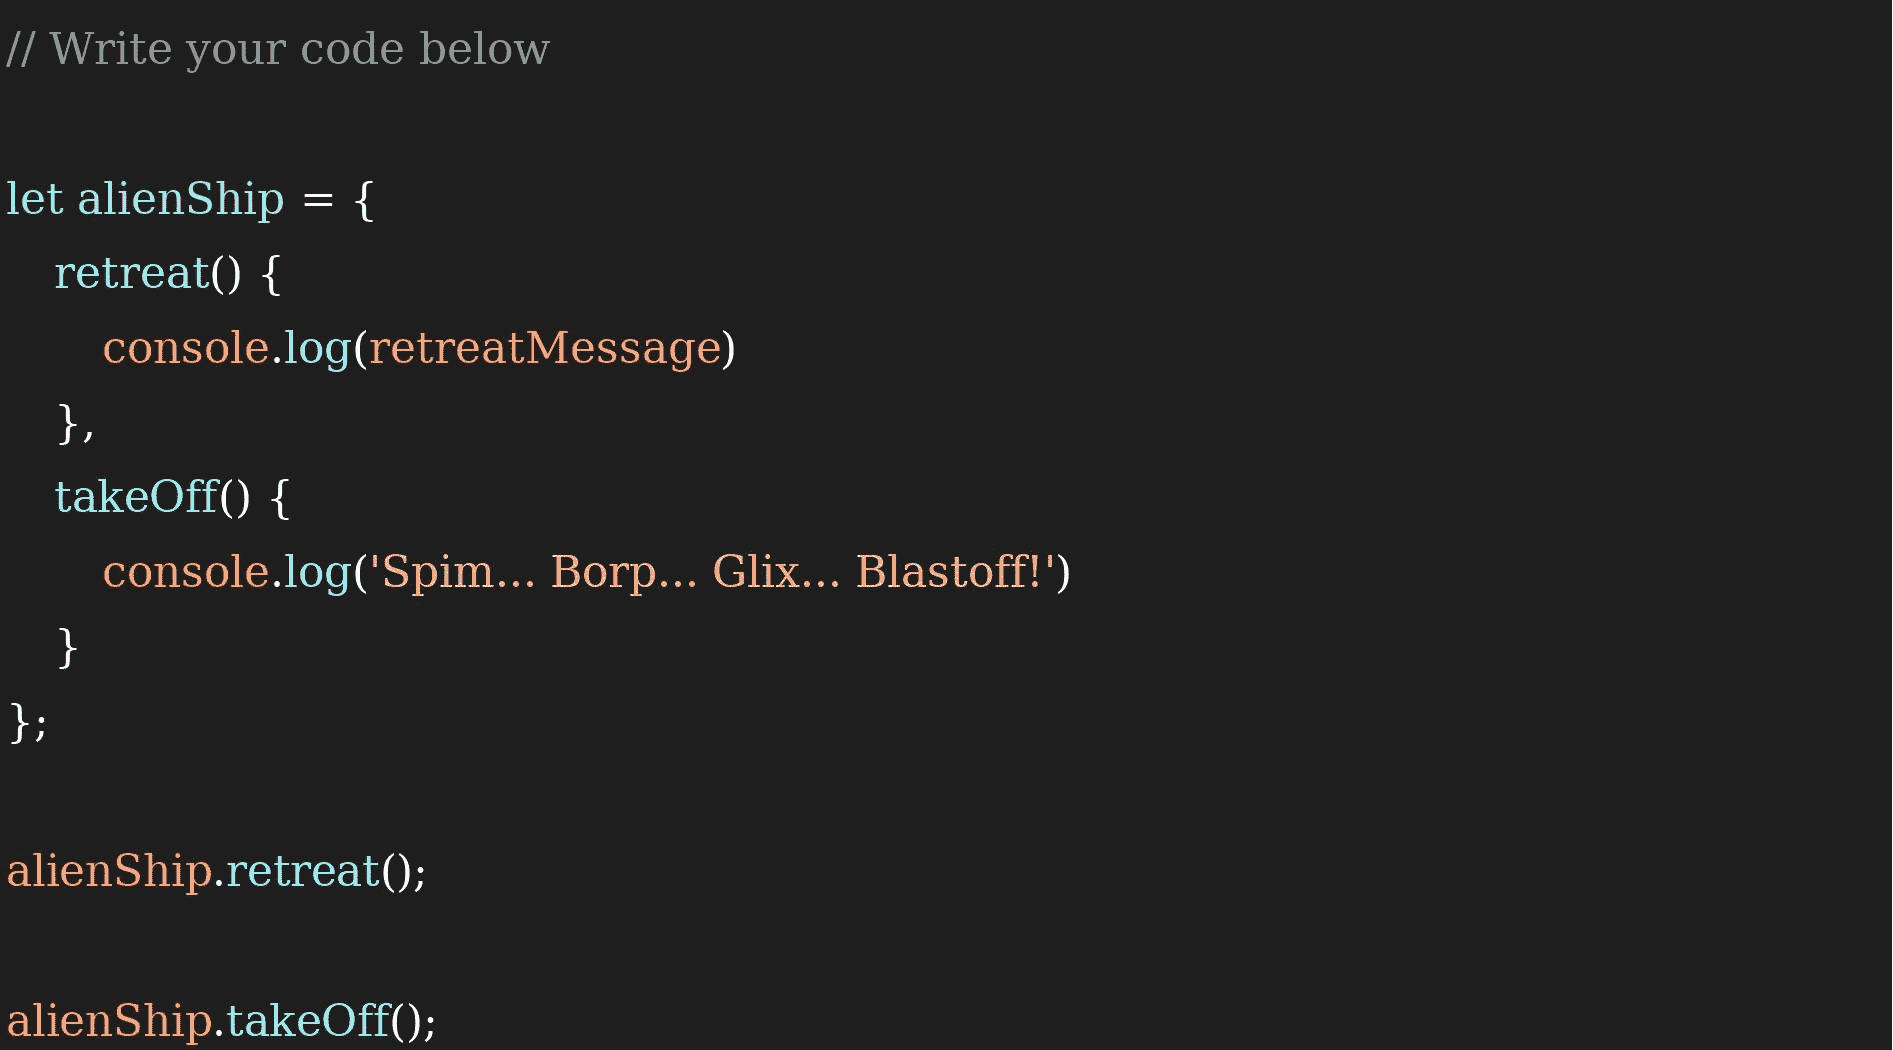 // Write your code below
let alienShip = {
retreat() {
console.log(retreatMessage)
},
takeOff() {
console.log('Spim... Borp... Glix... Blastoff!')
}
};
alienShip.retreat();
alienShip.takeOff();